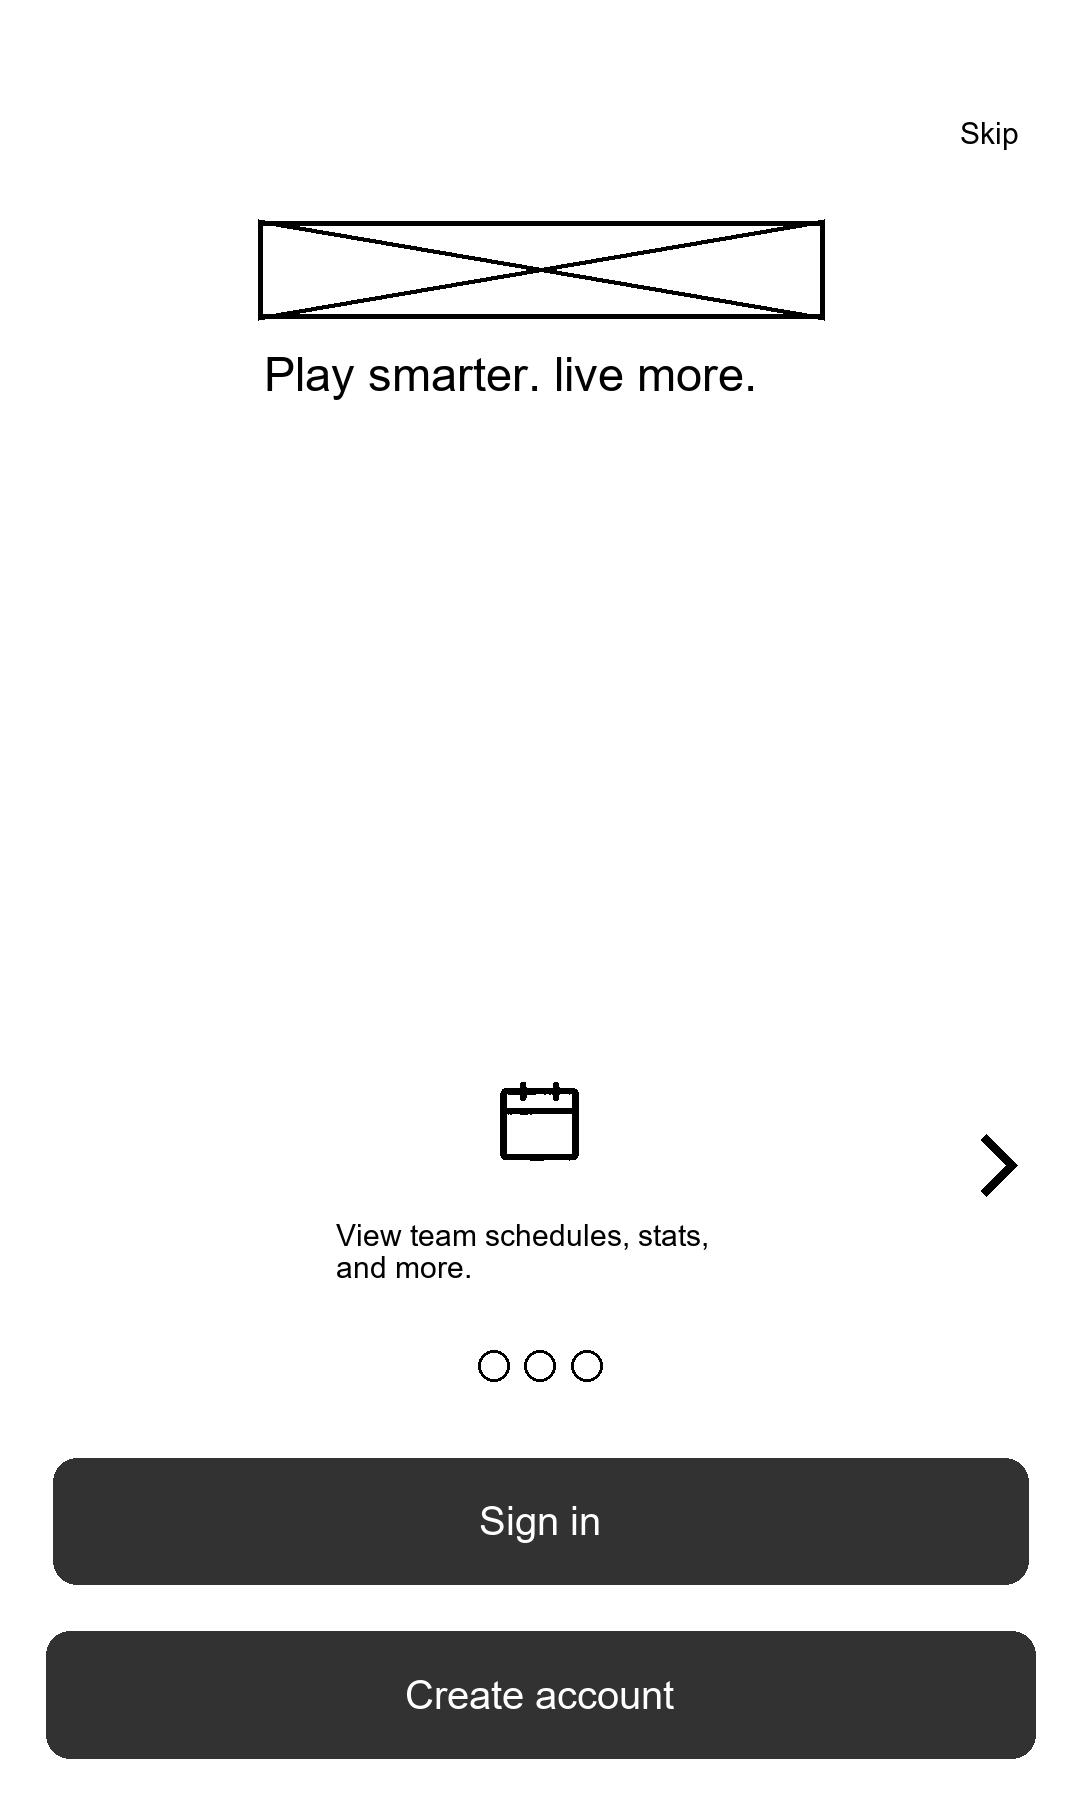 Skip
Play smarter. live more.
View team schedules, stats,
and more.
Sign in
Create account